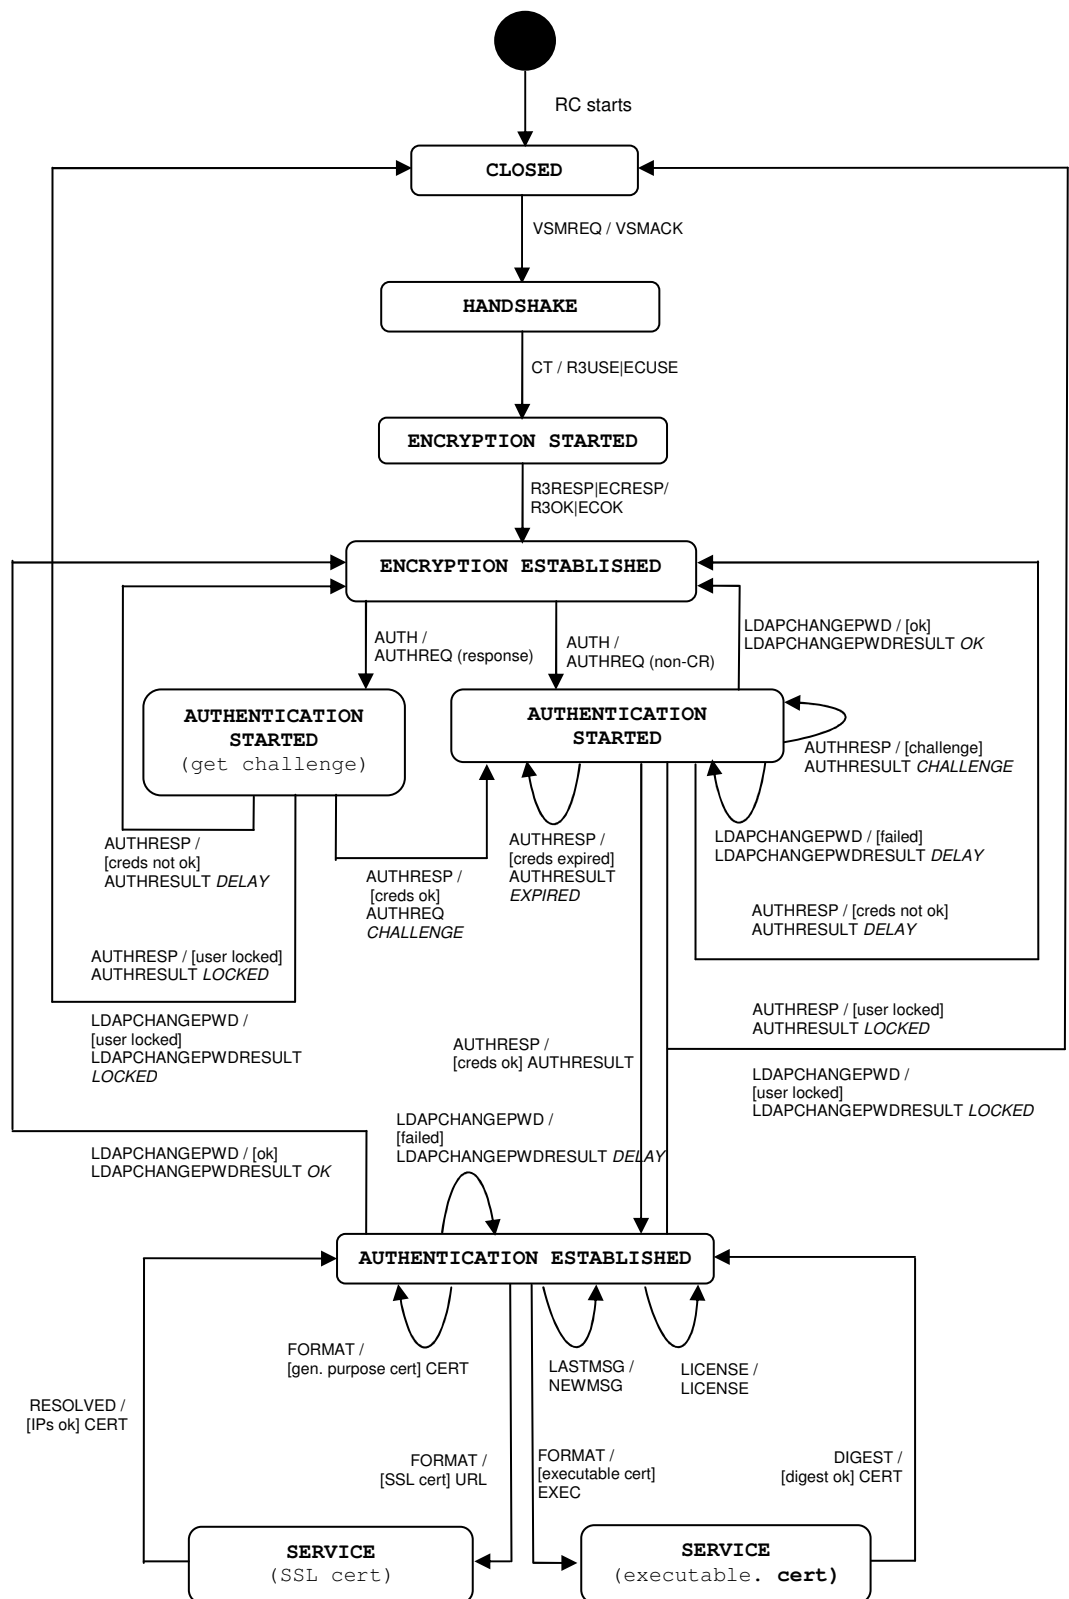 RC starts
CLOSED
VSMREQ / VSMACK
HANDSHAKE
CT / R3USE|ECUSE
ENCRYPTION STARTED
R3RESP|ECRESP/
R3OK|ECOK
ENCRYPTION ESTABLISHED
AUTH /
AUTHREQ (response)
AUTH /
AUTHREQ (non-CR)
LDAPCHANGEPWD / [ok]
LDAPCHANGEPWDRESULT OK
AUTHENTICATION
STARTED
(get challenge)
AUTHENTICATION
STARTED
AUTHRESP / [challenge]
AUTHRESULT CHALLENGE
AUTHRESP /
[creds not ok]
AUTHRESULT DELAY
AUTHRESP /
[creds ok]
AUTHREQ
CHALLENGE
AUTHRESP /
[creds expired]
AUTHRESULT
EXPIRED
LDAPCHANGEPWD / [failed]
LDAPCHANGEPWDRESULT DELAY
AUTHRESP / [creds not ok]
AUTHRESULT DELAY
AUTHRESP / [user locked]
AUTHRESULT LOCKED
LDAPCHANGEPWD /
[user locked]
LDAPCHANGEPWDRESULT
LOCKED
AUTHRESP /
[creds ok] AUTHRESULT
AUTHRESP / [user locked]
AUTHRESULT LOCKED
LDAPCHANGEPWD /
[user locked]
LDAPCHANGEPWDRESULT LOCKED
LDAPCHANGEPWD /
[failed]
LDAPCHANGEPWDRESULT DELAY
LDAPCHANGEPWD / [ok]
LDAPCHANGEPWDRESULT OK
AUTHENTICATION ESTABLISHED
FORMAT /
[gen. purpose cert] CERT
LASTMSG /
NEWMSG
LICENSE /
LICENSE
RESOLVED /
[IPs ok] CERT
FORMAT /
[SSL cert] URL
FORMAT /
[executable cert]
EXEC
DIGEST /
[digest ok] CERT
SERVICE
(SSL cert)
SERVICE
(executable. cert)